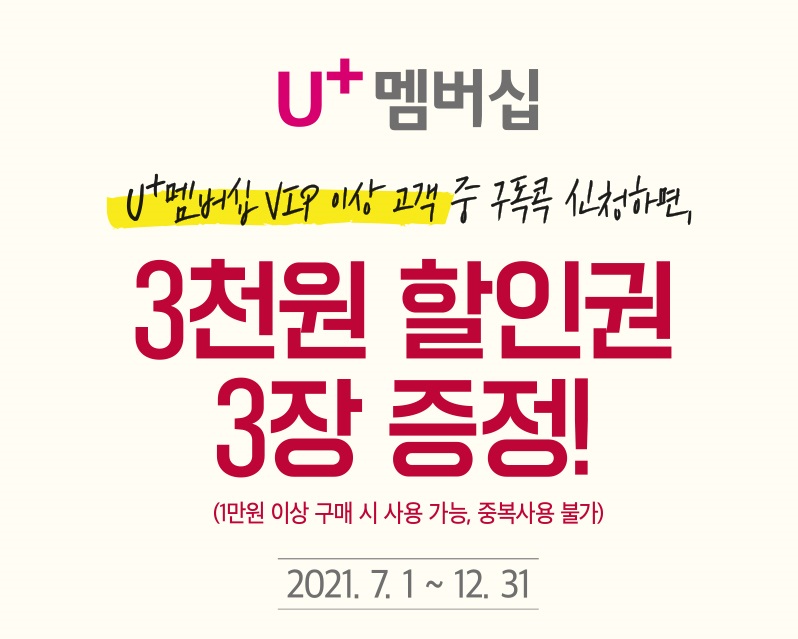 U+ 멤버십
U+멤버십 VIP 이상 고객 중 구독콕 신청하면,
3천원 할인권
3장 증정!
(1만원 이상 구매 시 사용 가능, 중복사용 불가)
2021. 7. 1 ~ 12. 31